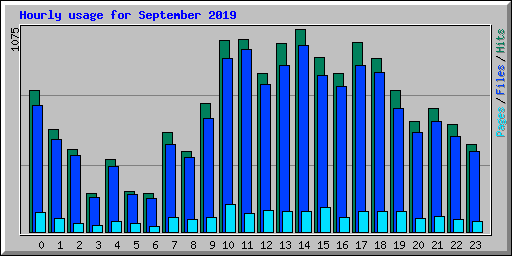 Hourly usage for September 2019
1075
Pages/Files/Hits
0 1 2 3 4 5 6 7 8 9 10 11 12 13 14 15 16 17 18 19 20 21 22 23